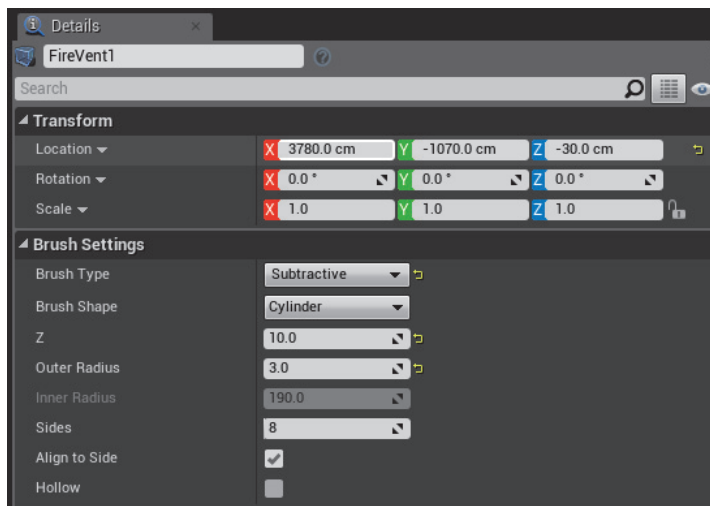 Details
FireVent1
Search
Transform
Location X 3780.0 cm Y -1070.0 cm Z -30.0 cm
Rotation X 0.0 ° Y 0.0 ° Z 0.0 °
Scale X 1.0 Y 1.0 Z 1.0
Brush Settings
Brush Type Subtractive
Brush Shape Cylinder
Z 10.0
Outer Radius 3.0
Inner Radius 190.0
Sides 8
Align to Side
Hollow